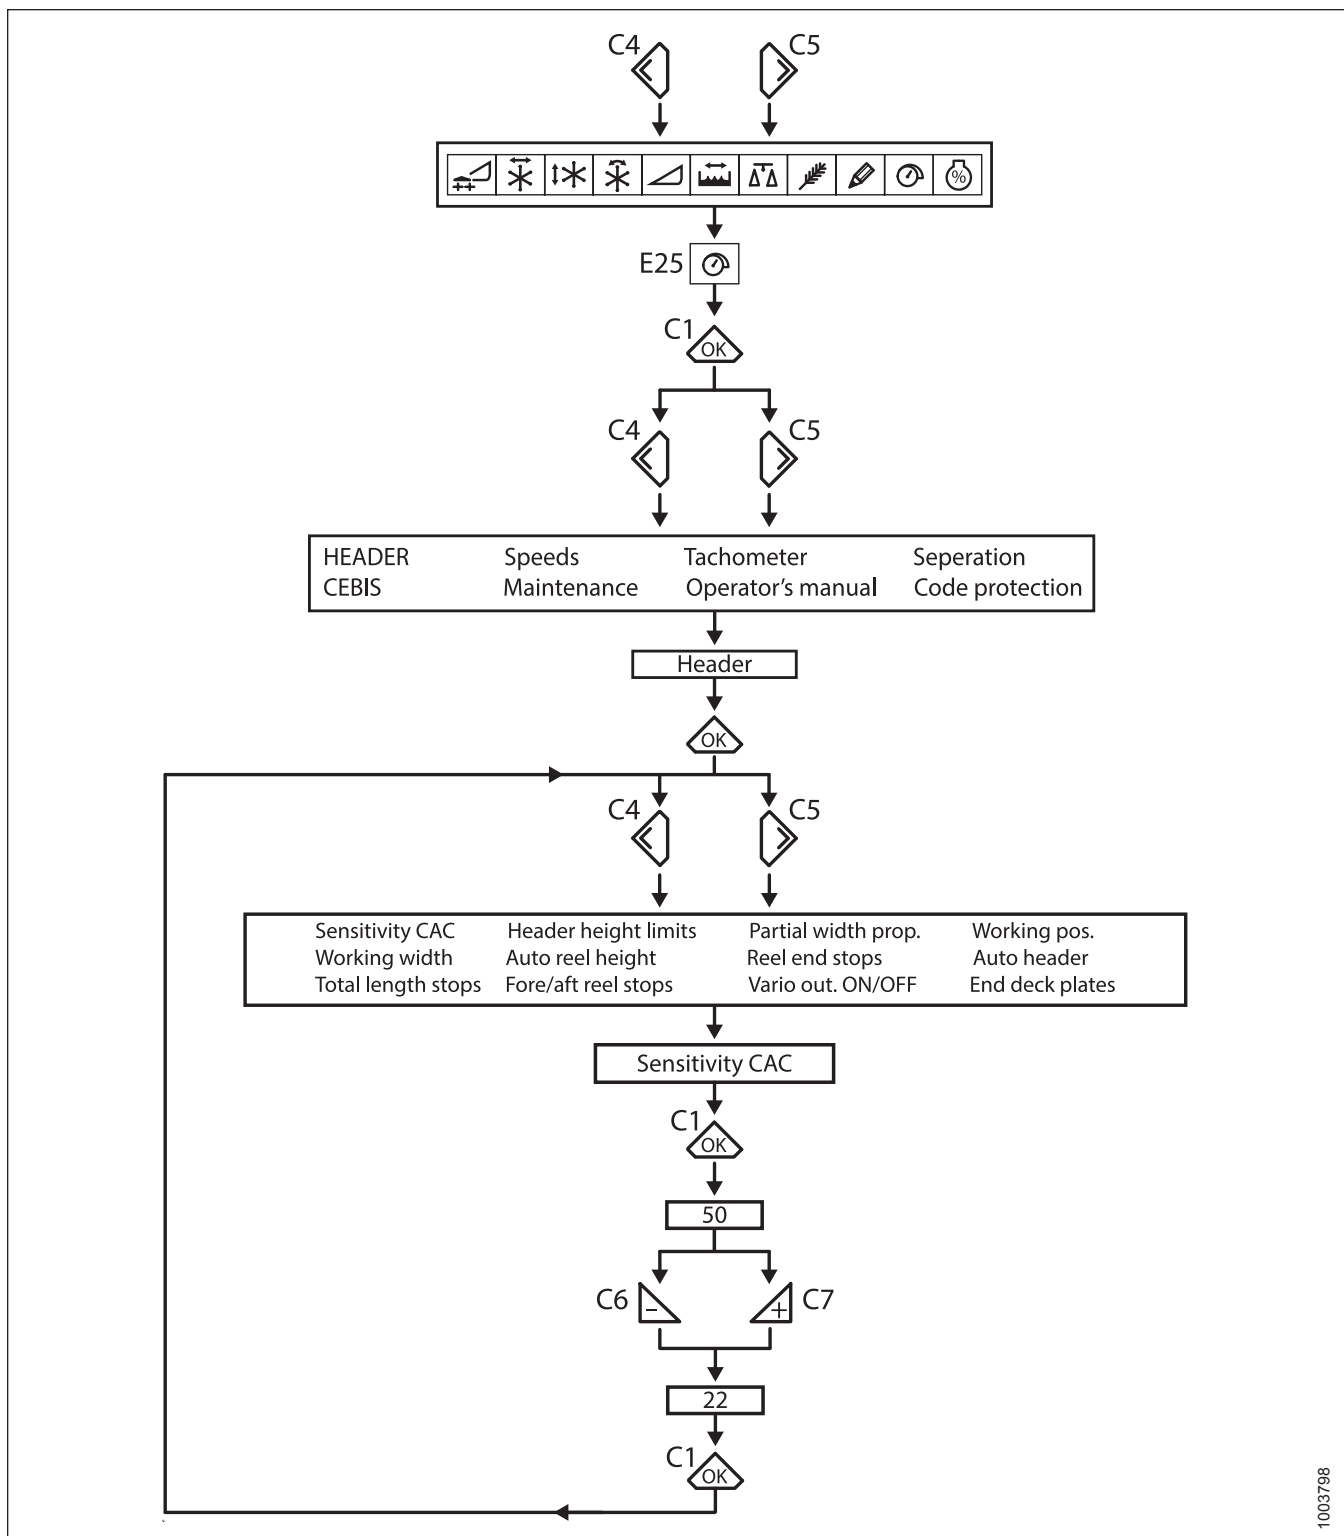 C4 C5
%
E25
C1
OK
C4 C5
HEADER Speeds Tachometer Seperation
CEBIS Maintenance Operator's manual Code protection
Header
OK
C4 C5
Sensitivity CAC Header height limits Partial width prop. Working pos.
Working width Auto reel height Reel end stops Auto header
Total length stops Fore/aft reel stops Vario out. ON/OFF End deck plates
Sensitivity CAC
C1
OK
50
C6 - + C7
22
C1
OK
1003798